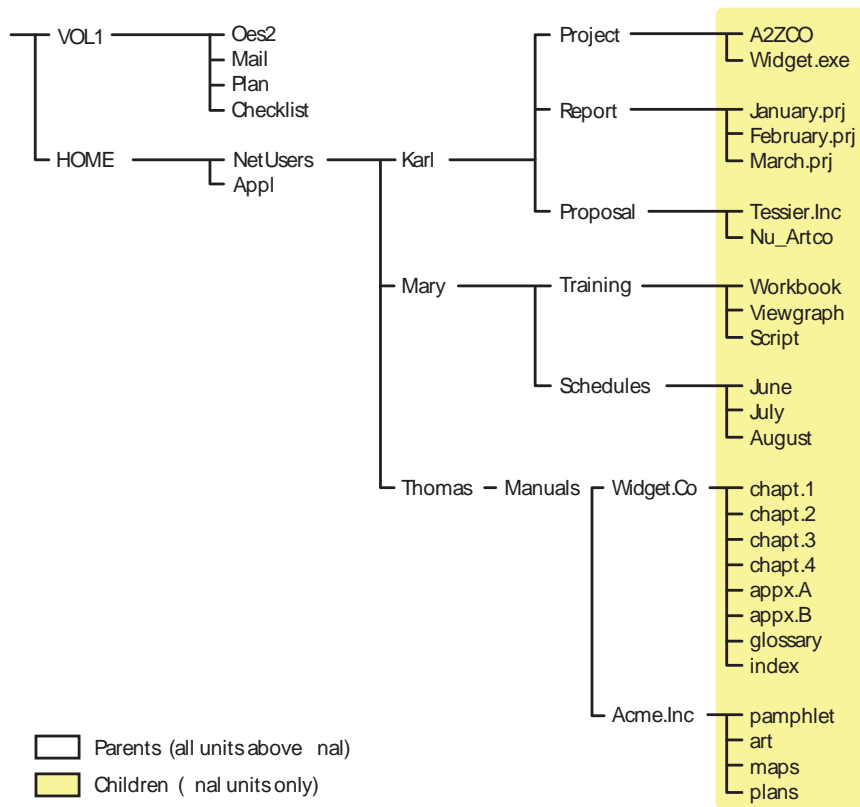 VOL1
Oes2
Mail
Plan
Checklist
HOME
NetUsers
Appl
Karl
Project
A2ZCO
Widget.exe
Report
January.prj
February.prj
March.prj
Proposal
Tessier.Inc
Nu_Artco
Mary
Training
Workbook
Viewgraph
Script
Schedules
June
July
August
Thomas
Manuals
Widget.Co
chapt.1
chapt.2
chapt.3
chapt.4
appx.A
appx.B
glossary
index
Acme.Inc
pamphlet
art
maps
plans
Parents (all units above nal)
Children ( nal units only)